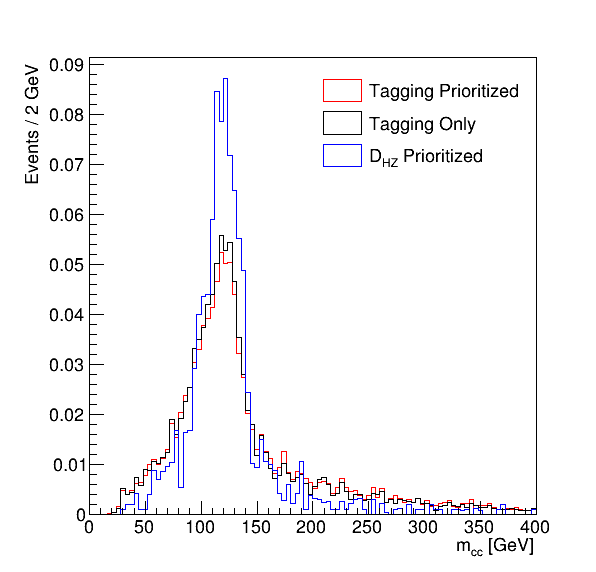 Events / 2 GeV
0.09
0.08
0.07
0.06
0.05
0.04
0.03
0.02
0.01
0
Tagging Prioritized
Tagging Only
D_HZ Prioritized
0 50 100 150 200 250 300 350 400
m_cc [GeV]